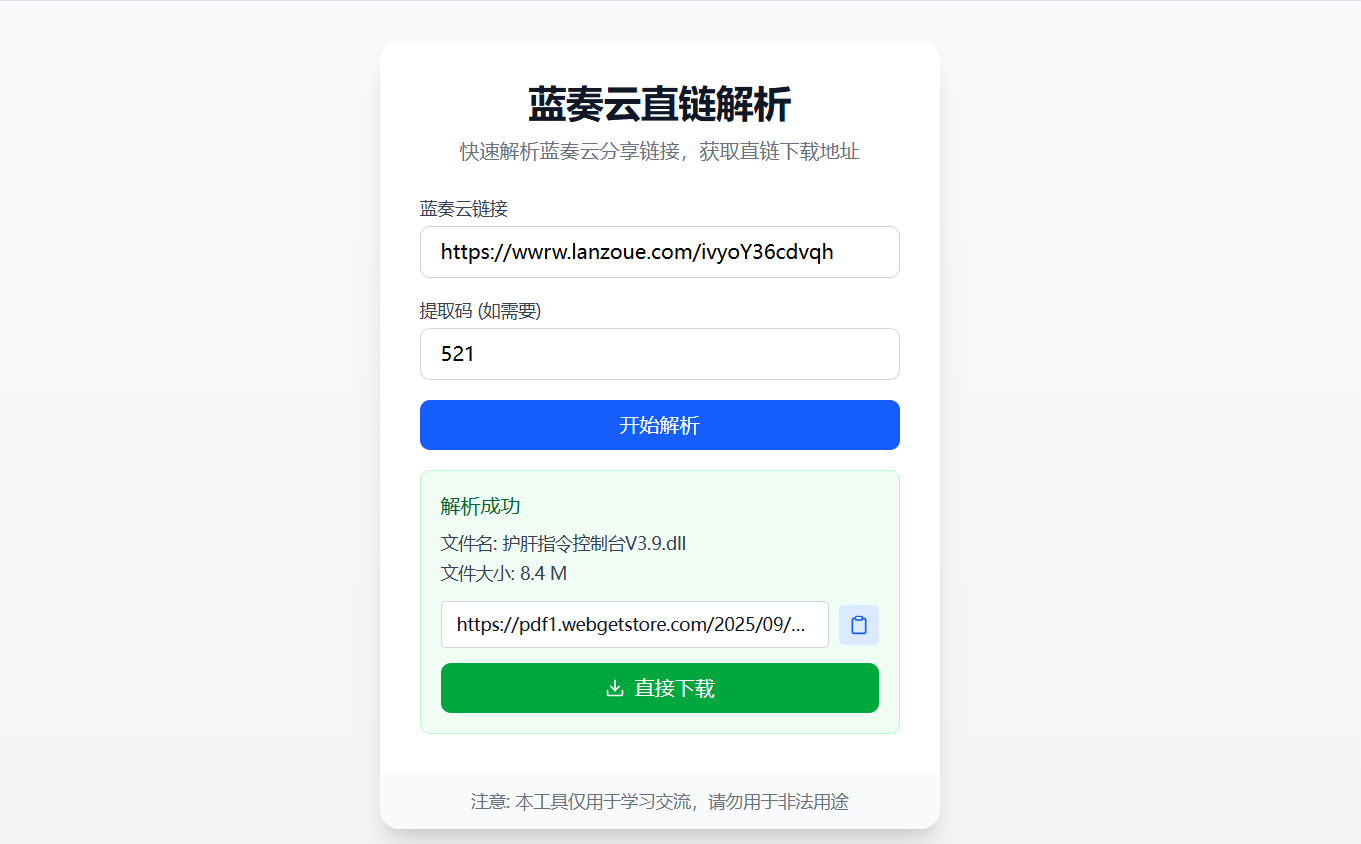 蓝奏云直链解析
快速解析蓝奏云分享链接，获取直链下载地址
蓝奏云链接
https://wwrw.lanzoue.com/ivyoY36cdvqh
提取码 (如需要)
521
开始解析
解析成功
文件名: 护肝指令控制台V3.9.dll
文件大小: 8.4 M
https://pdf1.webgetstore.com/2025/09/...
直接下载
注意: 本工具仅用于学习交流，请勿用于非法用途